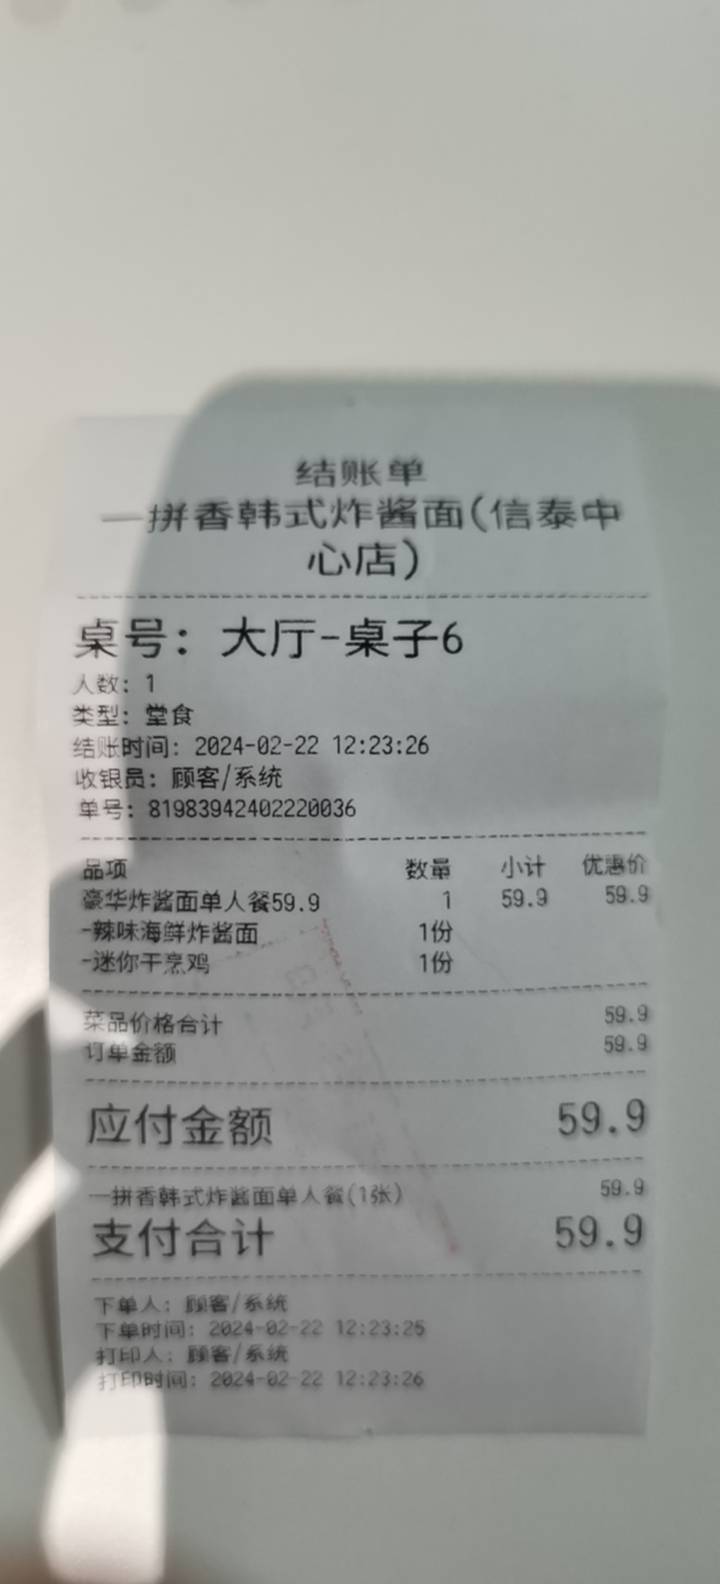 结账单
一拼香韩式炸酱面(信泰中
心店)
桌号: 大厅-桌子6
人数: 1
类型: 堂食
结账时间: 2024-02-22 12:23:26
收银员: 顾客/系统
单号: 81983942402220036
品项 数量 小计 优惠价
豪华炸酱面单人餐59.9 1 59.9 59.9
-辣味海鲜炸酱面 1份
-迷你干烹鸡 1份
菜品价格合计 59.9
订单金额 59.9
应付金额 59.9
一拼香韩式炸酱面单人餐(1张) 59.9
支付合计 59.9
下单人: 顾客/系统
下单时间: 2024-02-22 12:23:25
打印人: 顾客/系统
打印时间: 2024-02-22 12:23:26